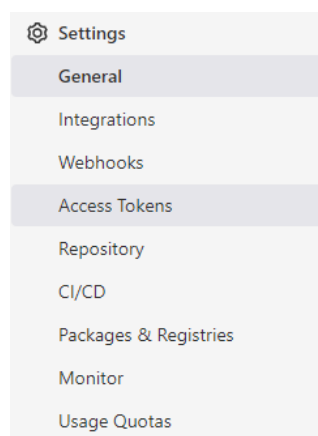 Settings
General
Integrations
Webhooks
Access Tokens
Repository
CI/CD
Packages & Registries
Monitor
Usage Quotas